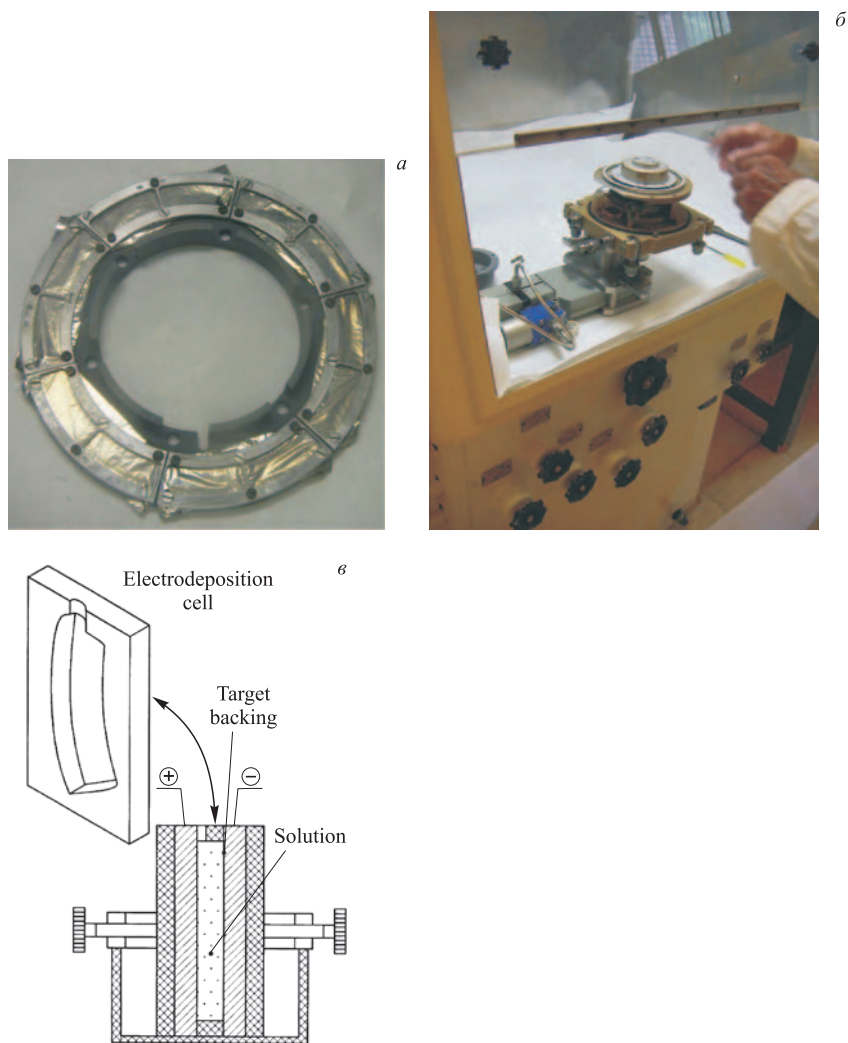 а
б
в
Electrodeposition
cell
Target
backing
+
−
Solution